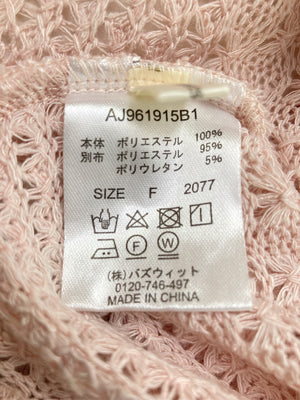 AJ961915B1
本体 ポリエステル 100%
別布 ポリエステル 95%
ポリウレタン 5%
SIZE F 2077
P W
(株)バズウィット
0120-746-497
MADE IN CHINA